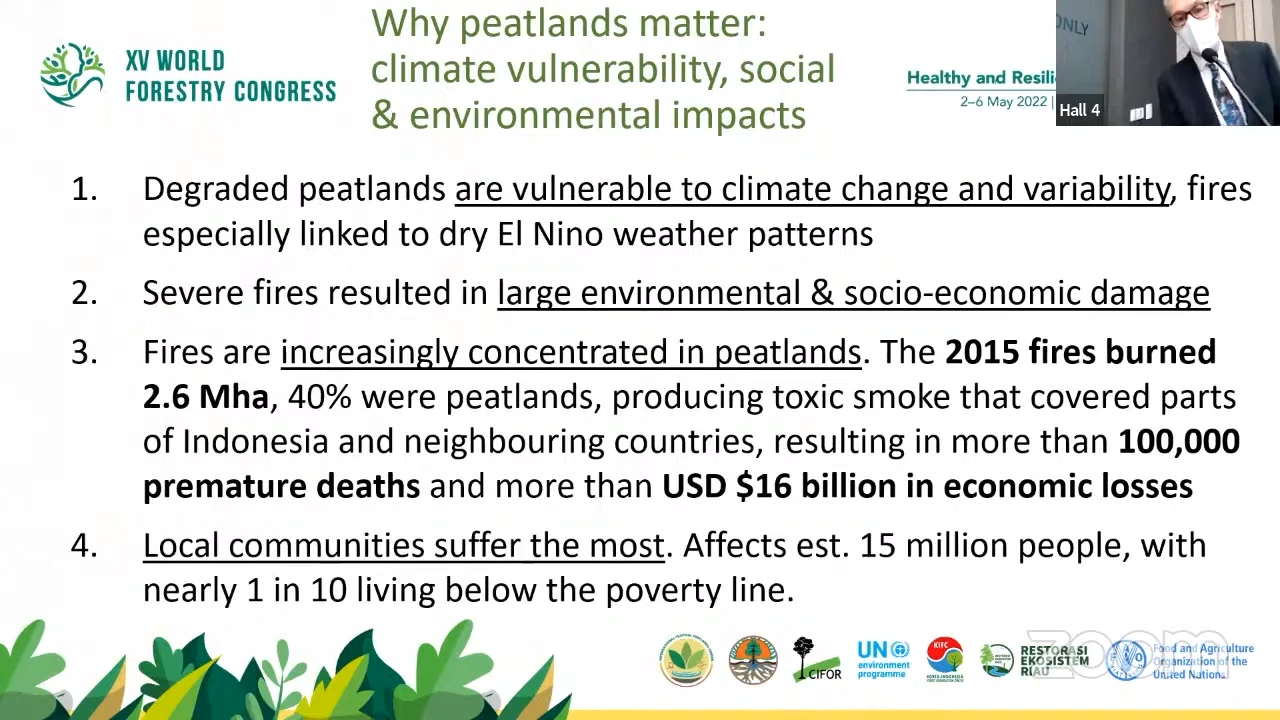 Why peatlands matter:
climate vulnerability, social
& environmental impacts
XV WORLD
FORESTRY CONGRESS
Healthy and Resili
2–6 May 2022 |
ONLY
Hall 4
1. Degraded peatlands are vulnerable to climate change and variability, fires
especially linked to dry El Nino weather patterns
2. Severe fires resulted in large environmental & socio-economic damage
3. Fires are increasingly concentrated in peatlands. The 2015 fires burned
2.6 Mha, 40% were peatlands, producing toxic smoke that covered parts
of Indonesia and neighbouring countries, resulting in more than 100,000
premature deaths and more than USD $16 billion in economic losses
4. Local communities suffer the most. Affects est. 15 million people, with
nearly 1 in 10 living below the poverty line.
CIFOR
UN
environment
programme
KIFC
RESTORASI
EKOSISTEM
RIAU
zoom
Food and Agriculture
Organization of the
United Nations